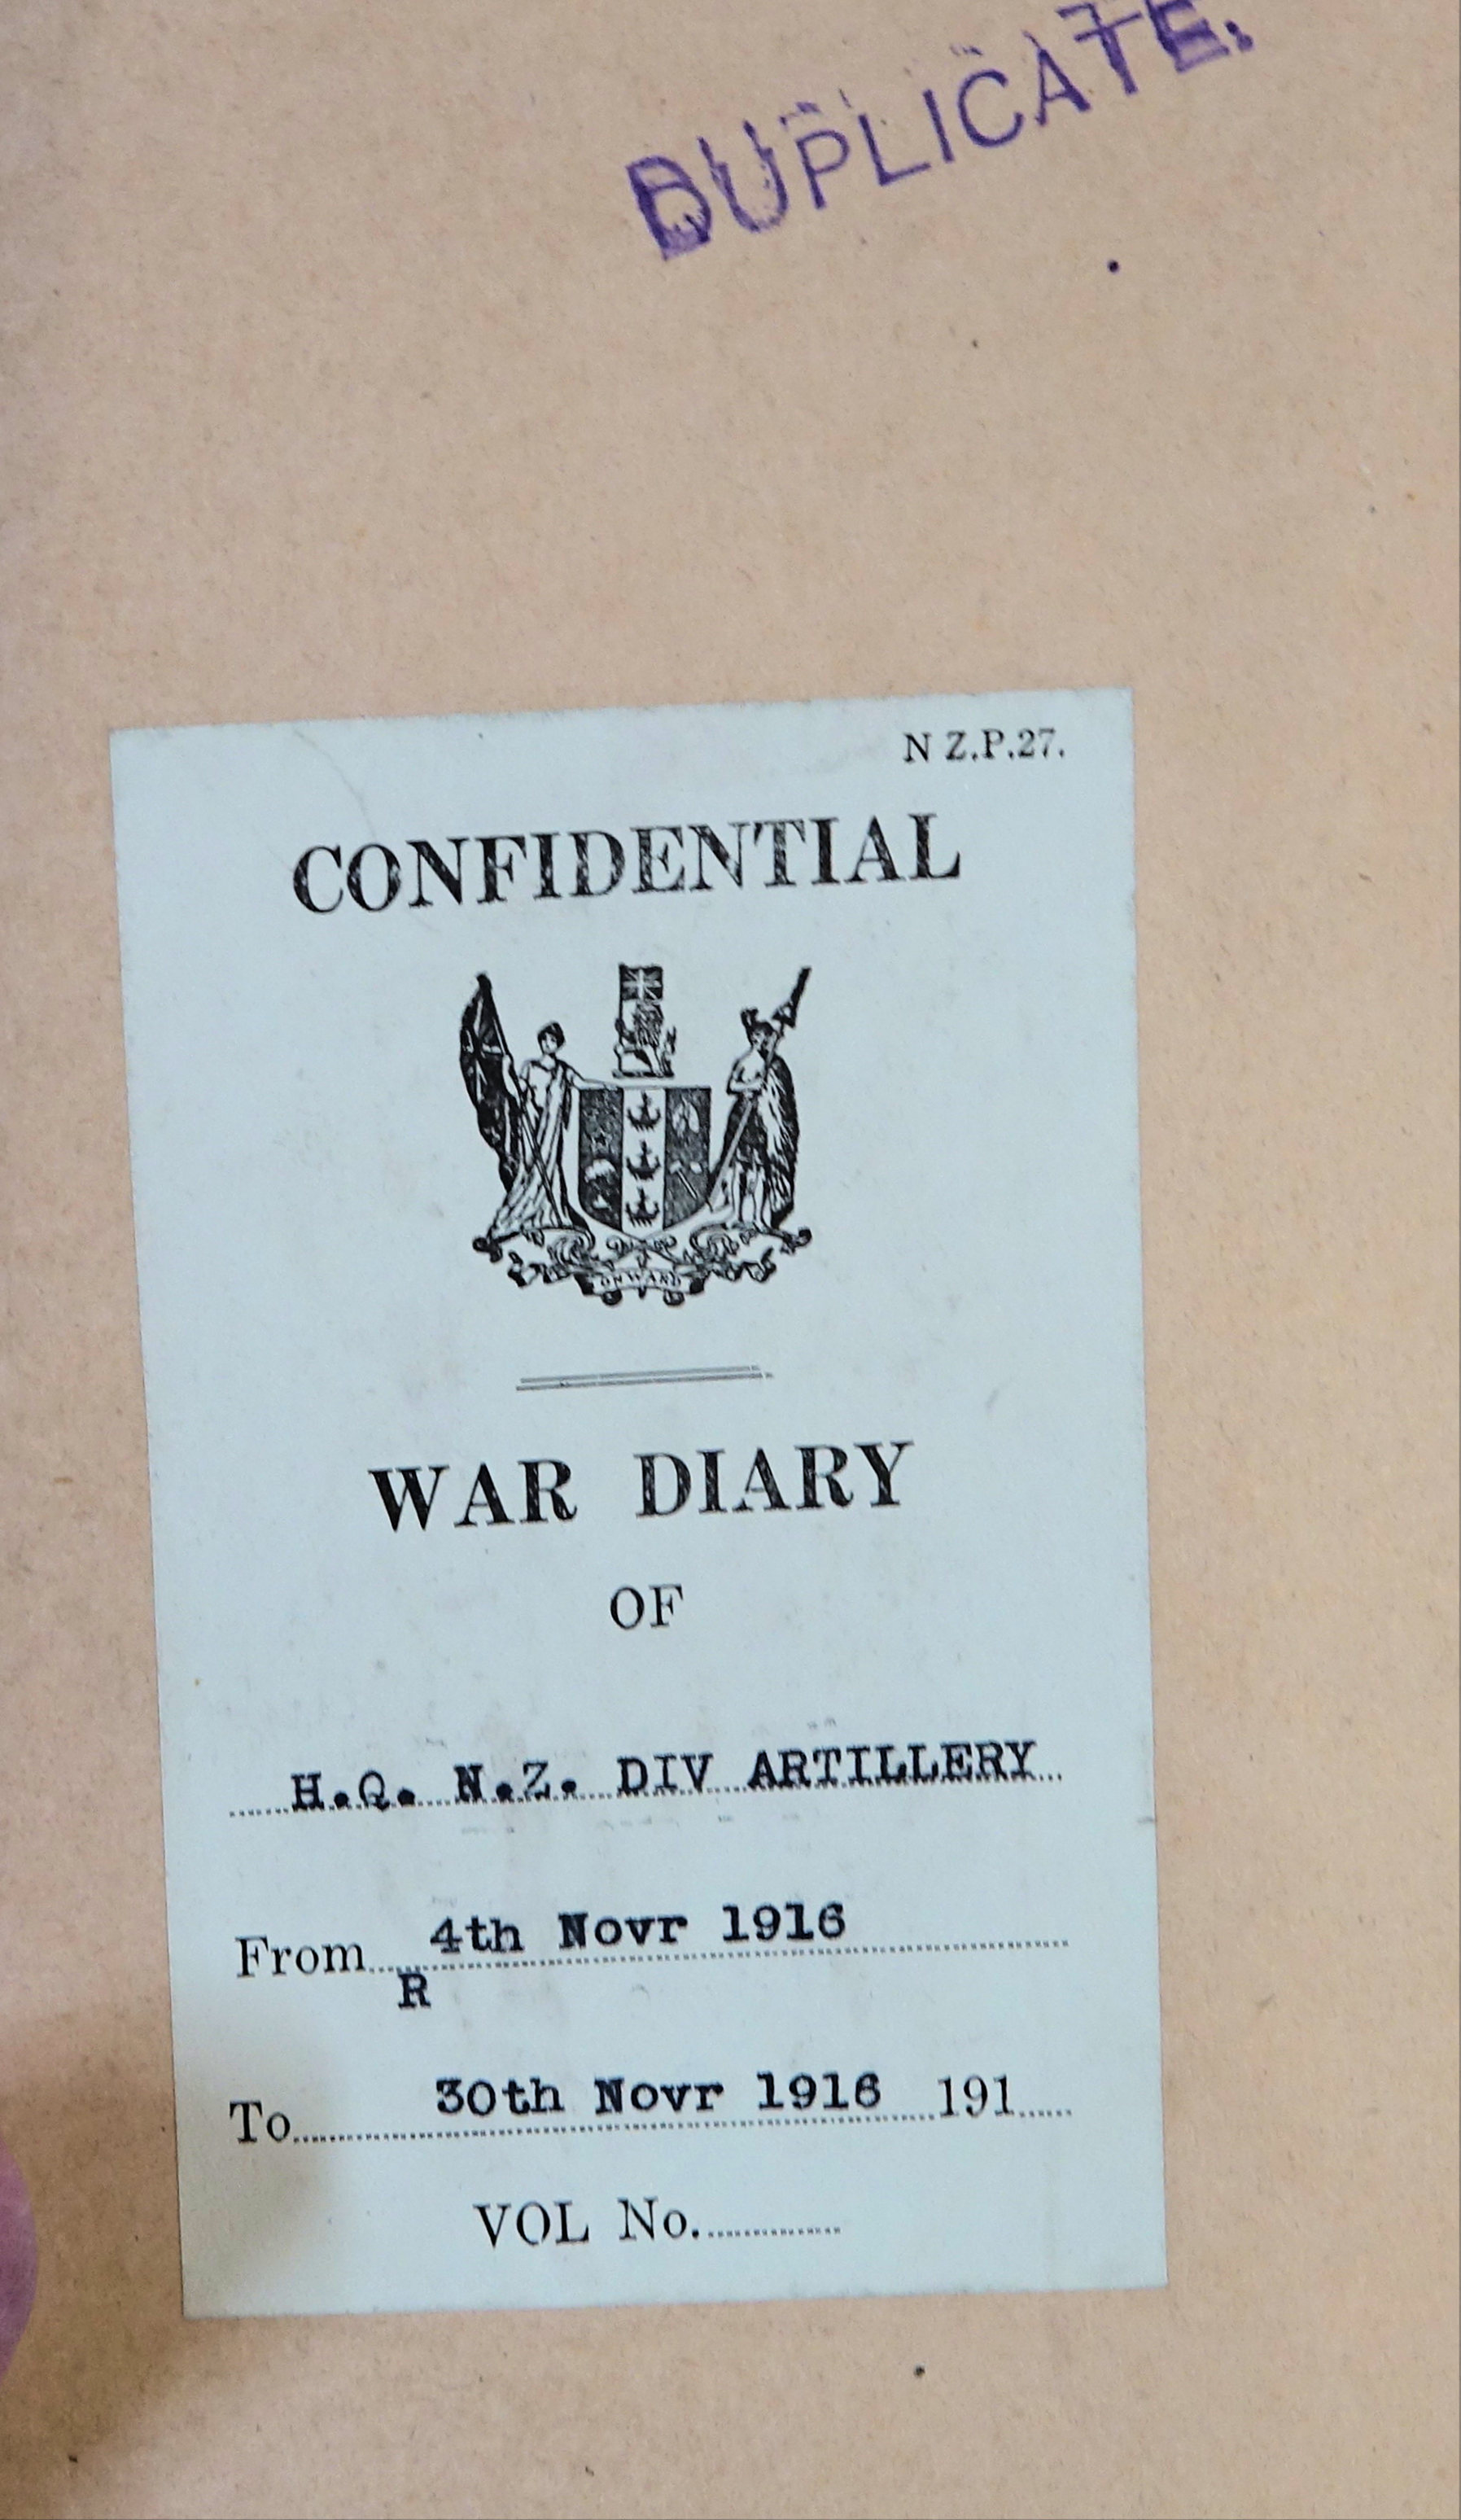 DUPLICATE.
N Z.P.27.
CONFIDENTIAL
ONWARD
WAR DIARY
OF
H.Q. N.Z. DIV ARTILLERY
From 4th Novr 1916
R
To 30th Novr 1916 191
VOL No.